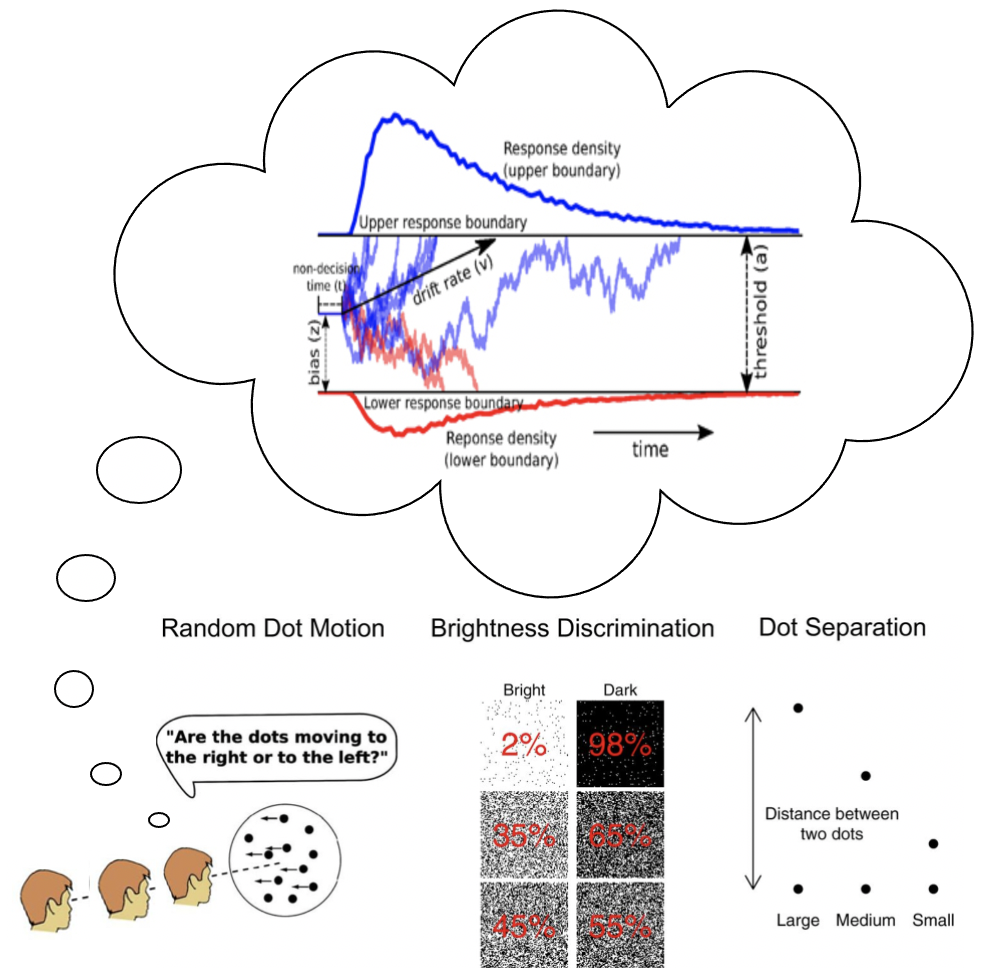 Response density
(upper boundary)
Upper response boundary
non-decision
time (t)
drift rate (v)
bias (z)
threshold (a)
Lower response boundary
Reponse density
(lower boundary)
time
Random Dot Motion
Brightness Discrimination
Dot Separation
"Are the dots moving to
the right or to the left?"
Bright
Dark
2%
98%
35%
65%
45%
55%
Distance between
two dots
Large
Medium
Small